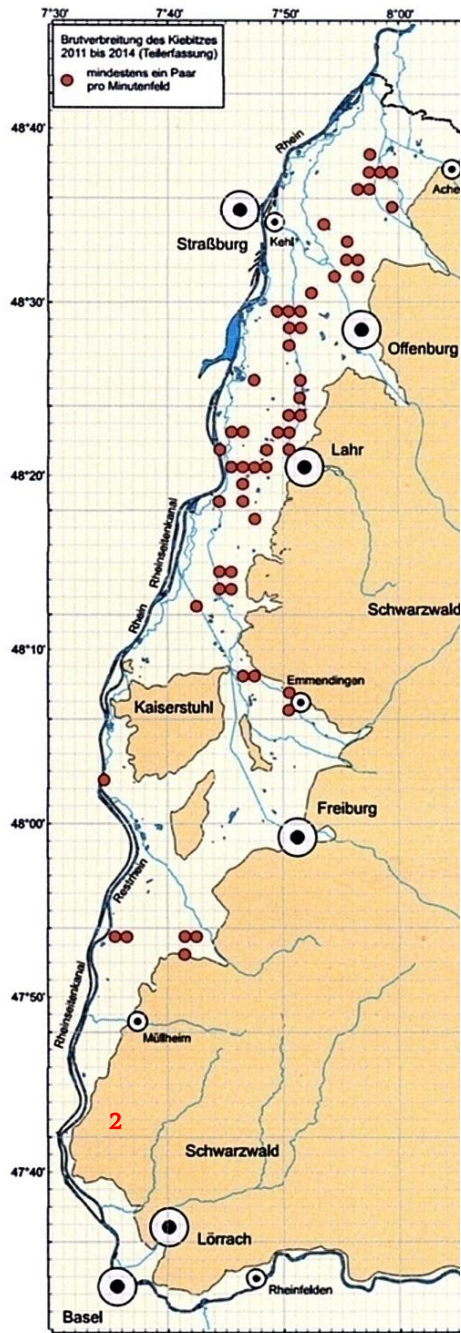 7°30' 7°40' 7°50' 8°00'
Brutverbreitung des Kiebitzes
2011 bis 2014 (Teilerfassung)
mindestens ein Paar
pro Minutenfeld
48°40'
Rhein
Ache
Straßburg
Kehl
48°30'
Offenburg
Lahr
48°20'
Rheinseitenkanal
Rhein
Schwarzwald
48°10'
Emmendingen
Kaiserstuhl
Freiburg
48°00'
Restrhein
Rheinseitenkanal
47°50'
Müllheim
2
Schwarzwald
47°40'
Lörrach
Rheinfelden
Basel